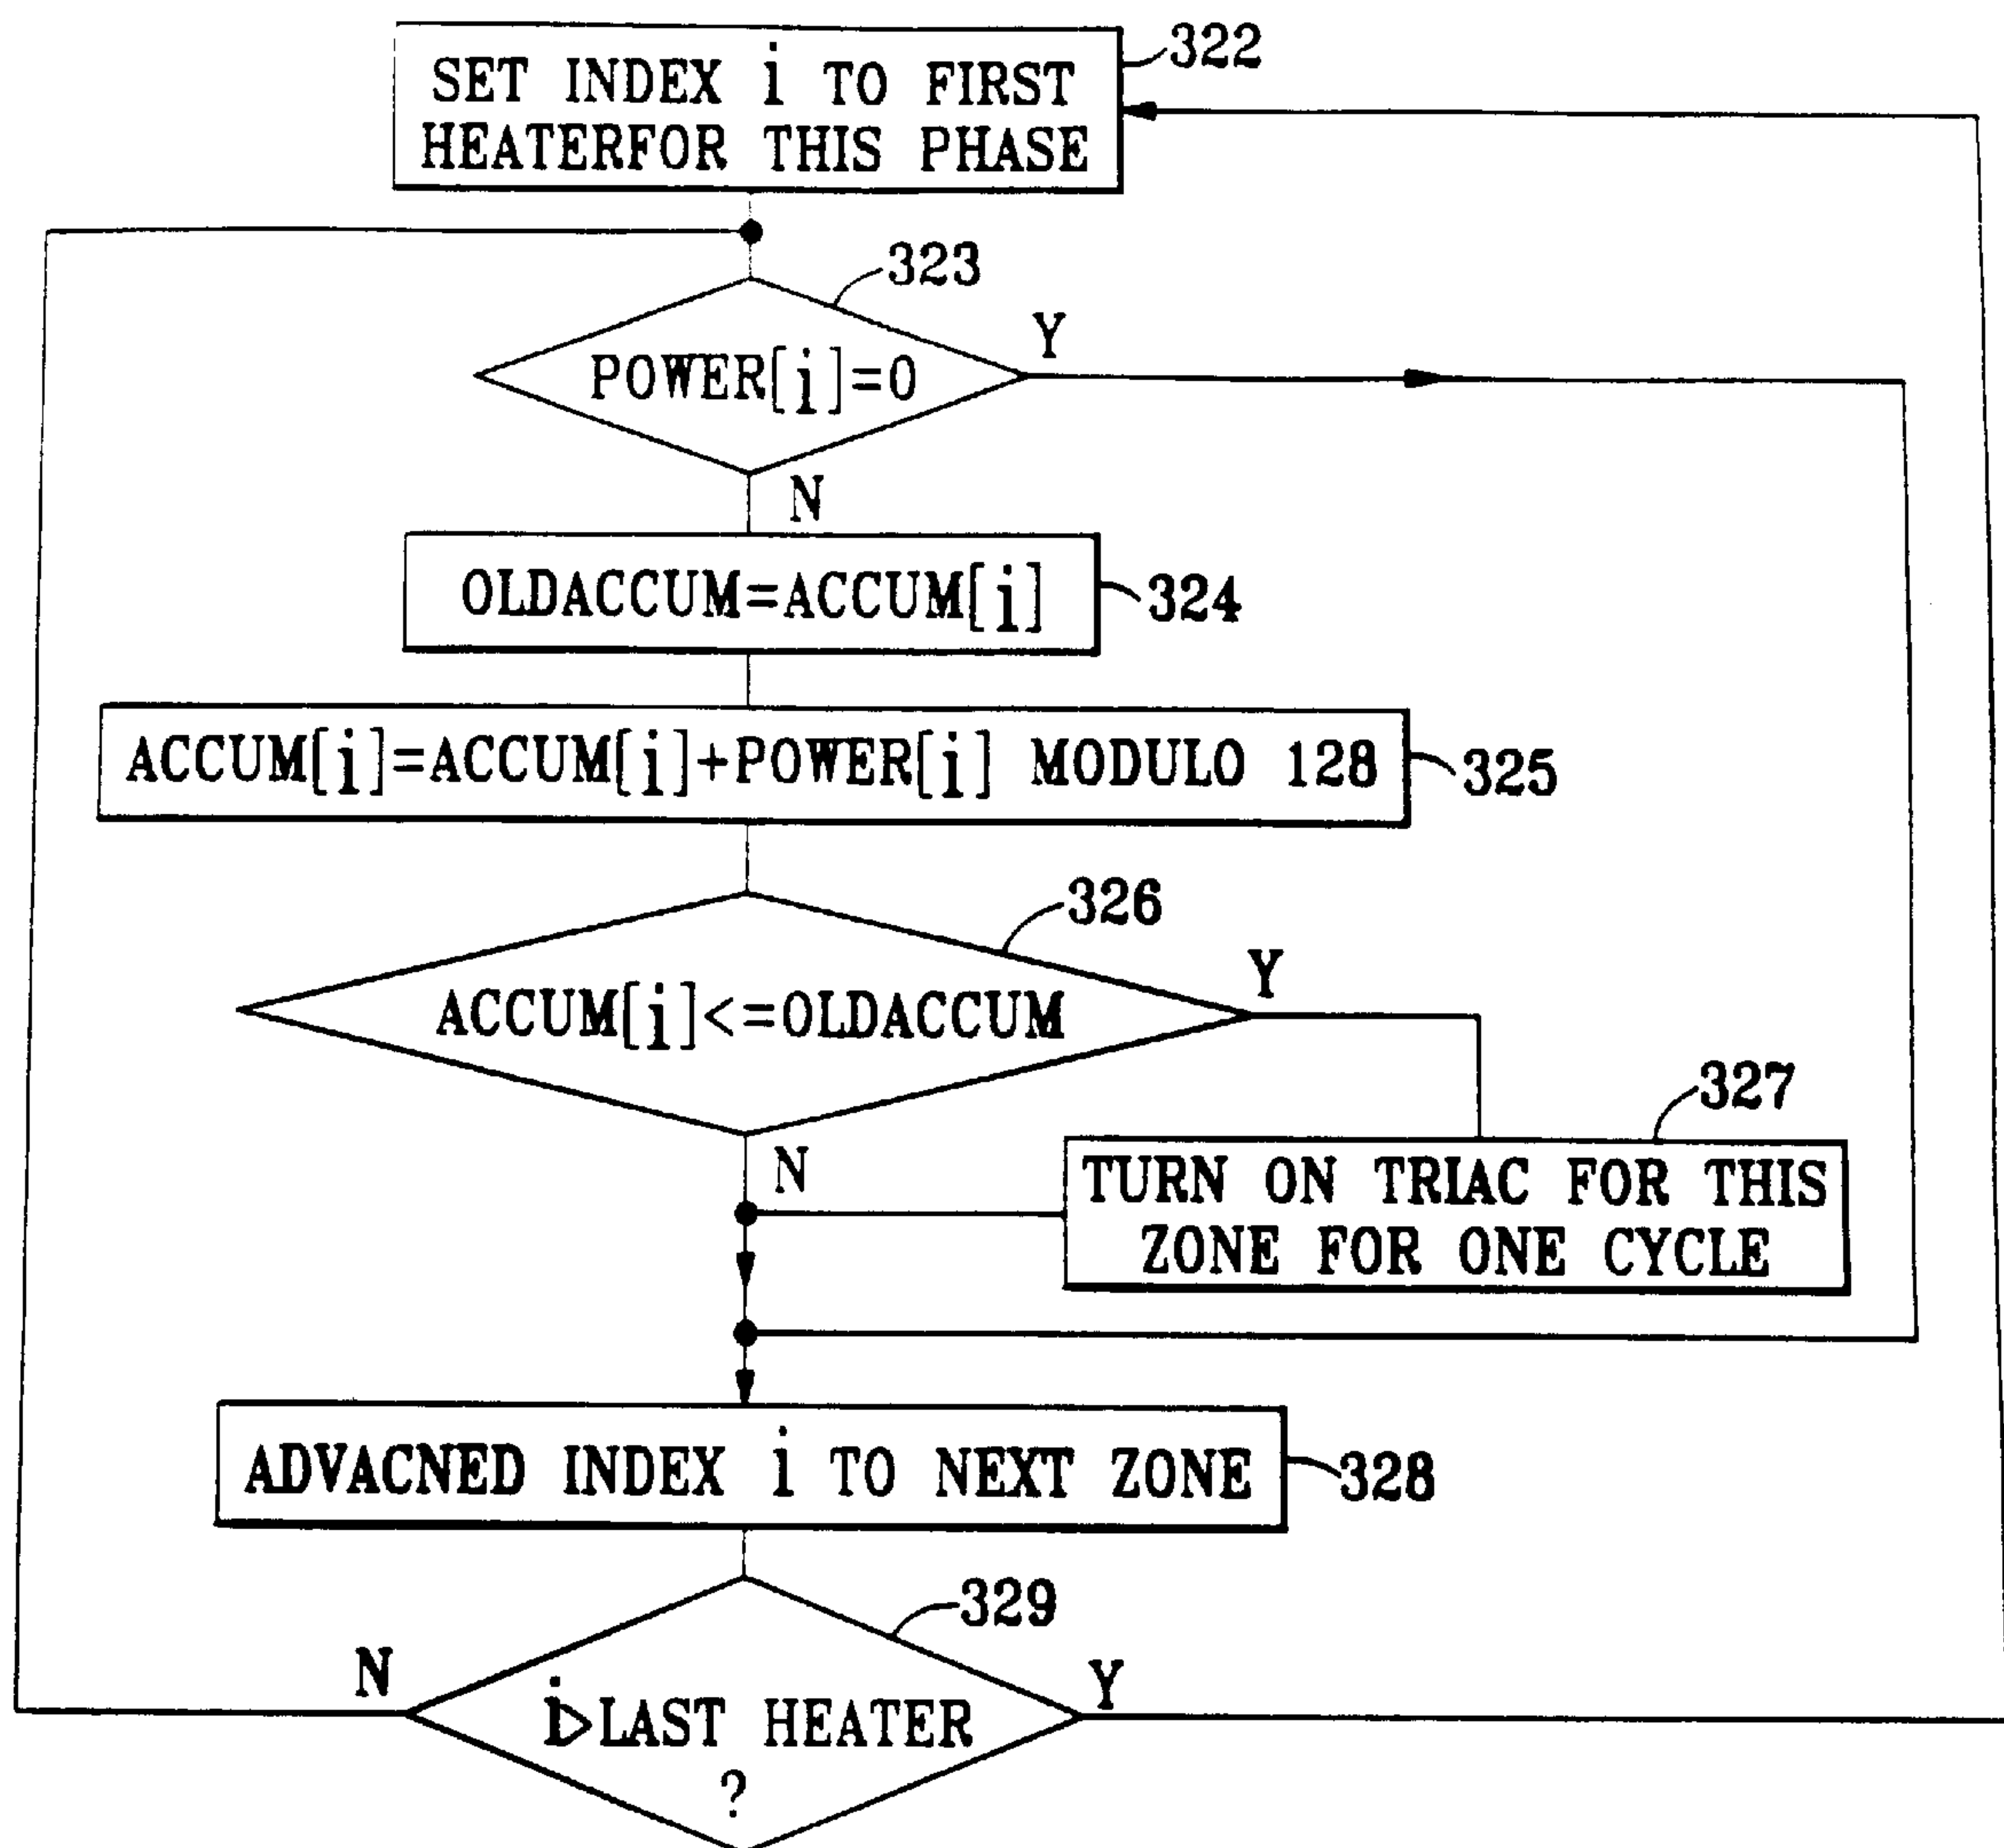 SET INDEX i TO FIRST
HEATERFOR THIS PHASE
322
323
POWER[i]=0
Y
N
OLDACCUM=ACCUM[i]
324
ACCUM[i]=ACCUM[i]+POWER[i] MODULO 128
325
326
ACCUM[i]<=OLDACCUM
Y
N
327
TURN ON TRIAC FOR THIS
ZONE FOR ONE CYCLE
ADVACNED INDEX i TO NEXT ZONE
328
329
N
i>LAST HEATER
?
Y